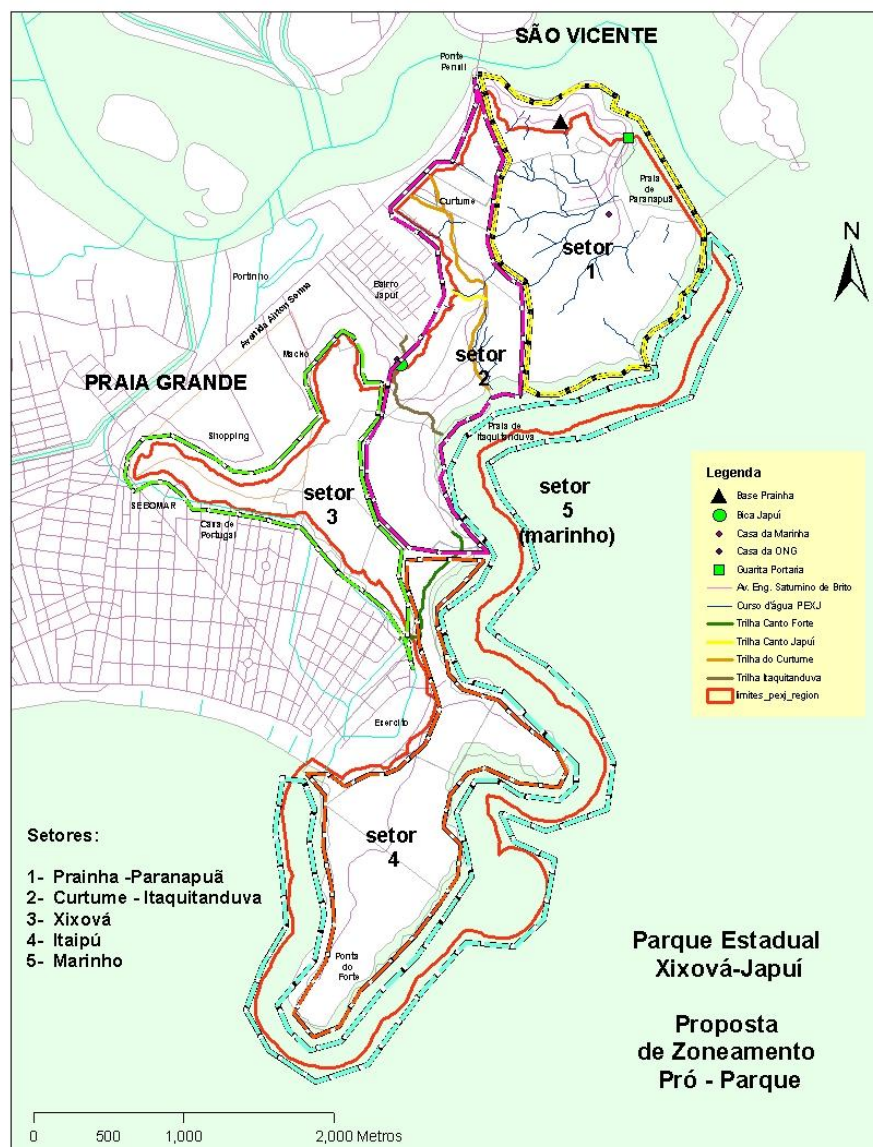 SÃO VICENTE
Ponte
Pensil
Praia
de
Paranapuã
N
Curtume
setor
1
Portinho
Bairro
Japuí
Avenida Airton Senna
Macho
setor
2
PRAIA GRANDE
Praia de
Itaquitanduva
Shopping
setor
3
setor
5
(marinho)
Casa de
Portugal
Exercito
setor
4
Ponta
do
Forte
Legenda
Base Prainha
Bica Japuí
Casa da Marinha
Casa da ONG
Guarita Portaria
Av. Eng. Saturnino de Brito
Curso d'água PEXJ
Trilha Canto Forte
Trilha Canto Japuí
Trilha do Curtume
Trilha Itaquitanduva
limites_pexj_region
Setores:
1- Prainha -Paranapuã
2- Curtume - Itaquitanduva
3- Xixová
4- Itaipú
5- Marinho
Parque Estadual
Xixová-Japuí
Proposta
de Zoneamento
Pró - Parque
0 500 1,000 2,000 Metros